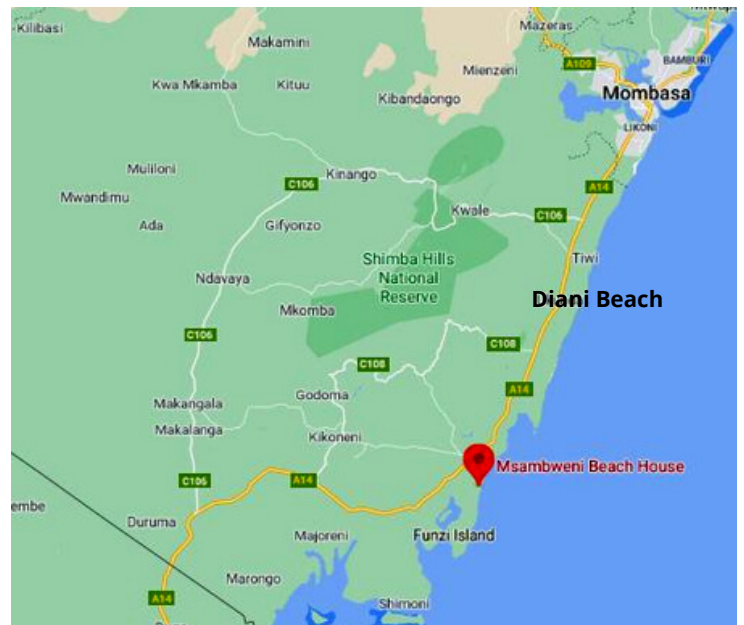 Kilibasi
Mazeras
Makamini
A109
BAMBURI
Mienzeni
Kwa Mkamba
Kituu
Kibandaongo
Mombasa
LIKONI
Muliloni
Kinango
C106
A14
Mwandimu
Kwale
C106
Ada
Gifyonzo
Shimba Hills
National
Reserve
Tiwi
Ndavaya
Diani Beach
Mkomba
C106
C108
C108
Godoma
A14
Makangala
Makalanga
Kikoneni
Msambweni Beach House
C106
A14
Duruma
Majoreni
Funzi Island
Marongo
A14
Shimoni